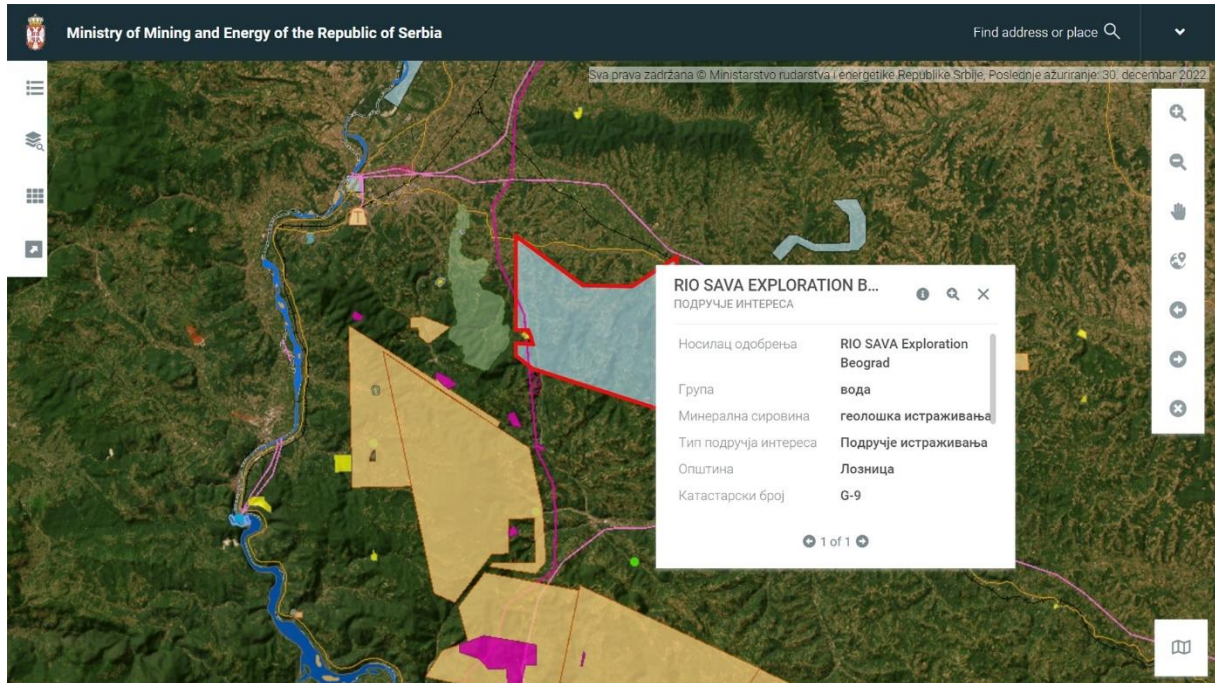 Ministry of Mining and Energy of the Republic of Serbia
Find address or place
Sva prava zadržana © Ministarstvo rudarstva i energetike Republike Srbije, Poslednje ažuriranje: 30. decembar 2022
RIO SAVA EXPLORATION B...
ПОДРУЧЈЕ ИНТЕРЕСА
Носилац одобрења RIO SAVA Exploration
Beograd
Група вода
Минерална сировина геолошка истраживања
Тип подручја интереса Подручје истраживања
Општина Лозница
Катастарски број G-9
1 of 1